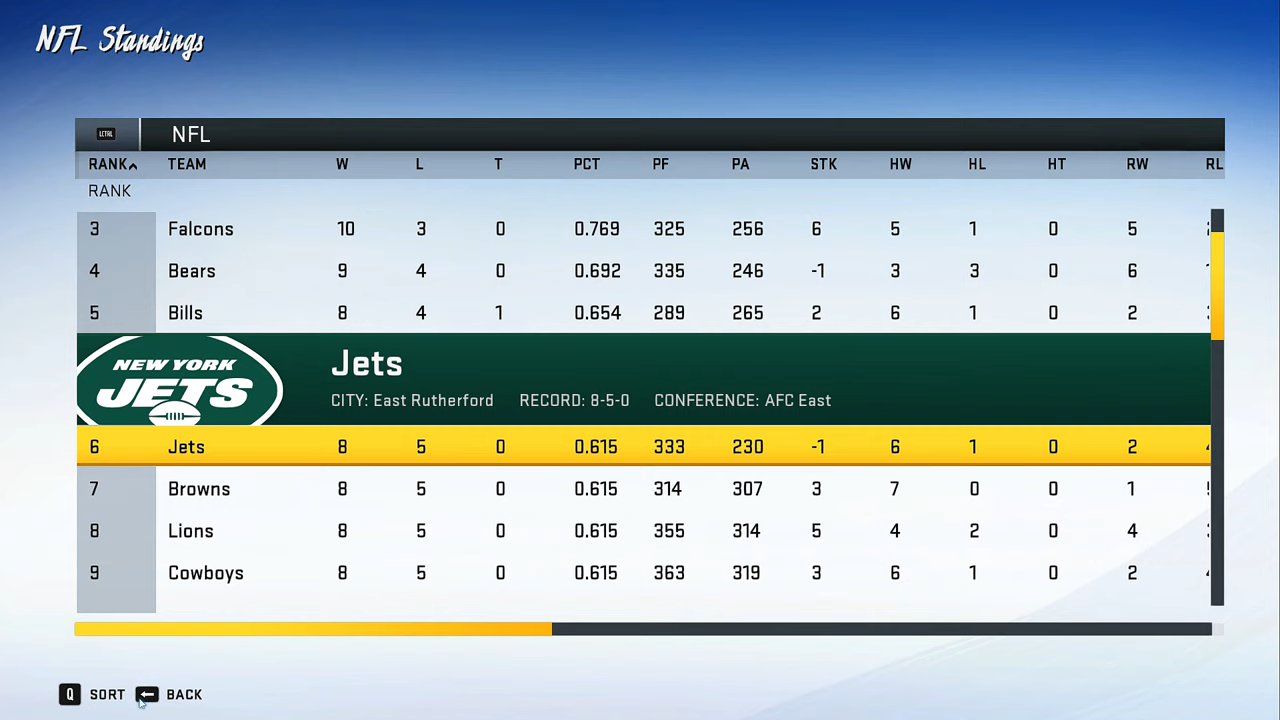 NFL Standings
LCTRL NFL
RANK TEAM W L T PCT PF PA STK HW HL HT RW RL
RANK
3 Falcons 10 3 0 0.769 325 256 6 5 1 0 5
4 Bears 9 4 0 0.692 335 246 -1 3 3 0 6
5 Bills 8 4 1 0.654 289 265 2 6 1 0 2
NEW YORK
JETS
Jets
CITY: East Rutherford RECORD: 8-5-0 CONFERENCE: AFC East
6 Jets 8 5 0 0.615 333 230 -1 6 1 0 2
7 Browns 8 5 0 0.615 314 307 3 7 0 0 1
8 Lions 8 5 0 0.615 355 314 5 4 2 0 4
9 Cowboys 8 5 0 0.615 363 319 3 6 1 0 2
Q SORT BACK